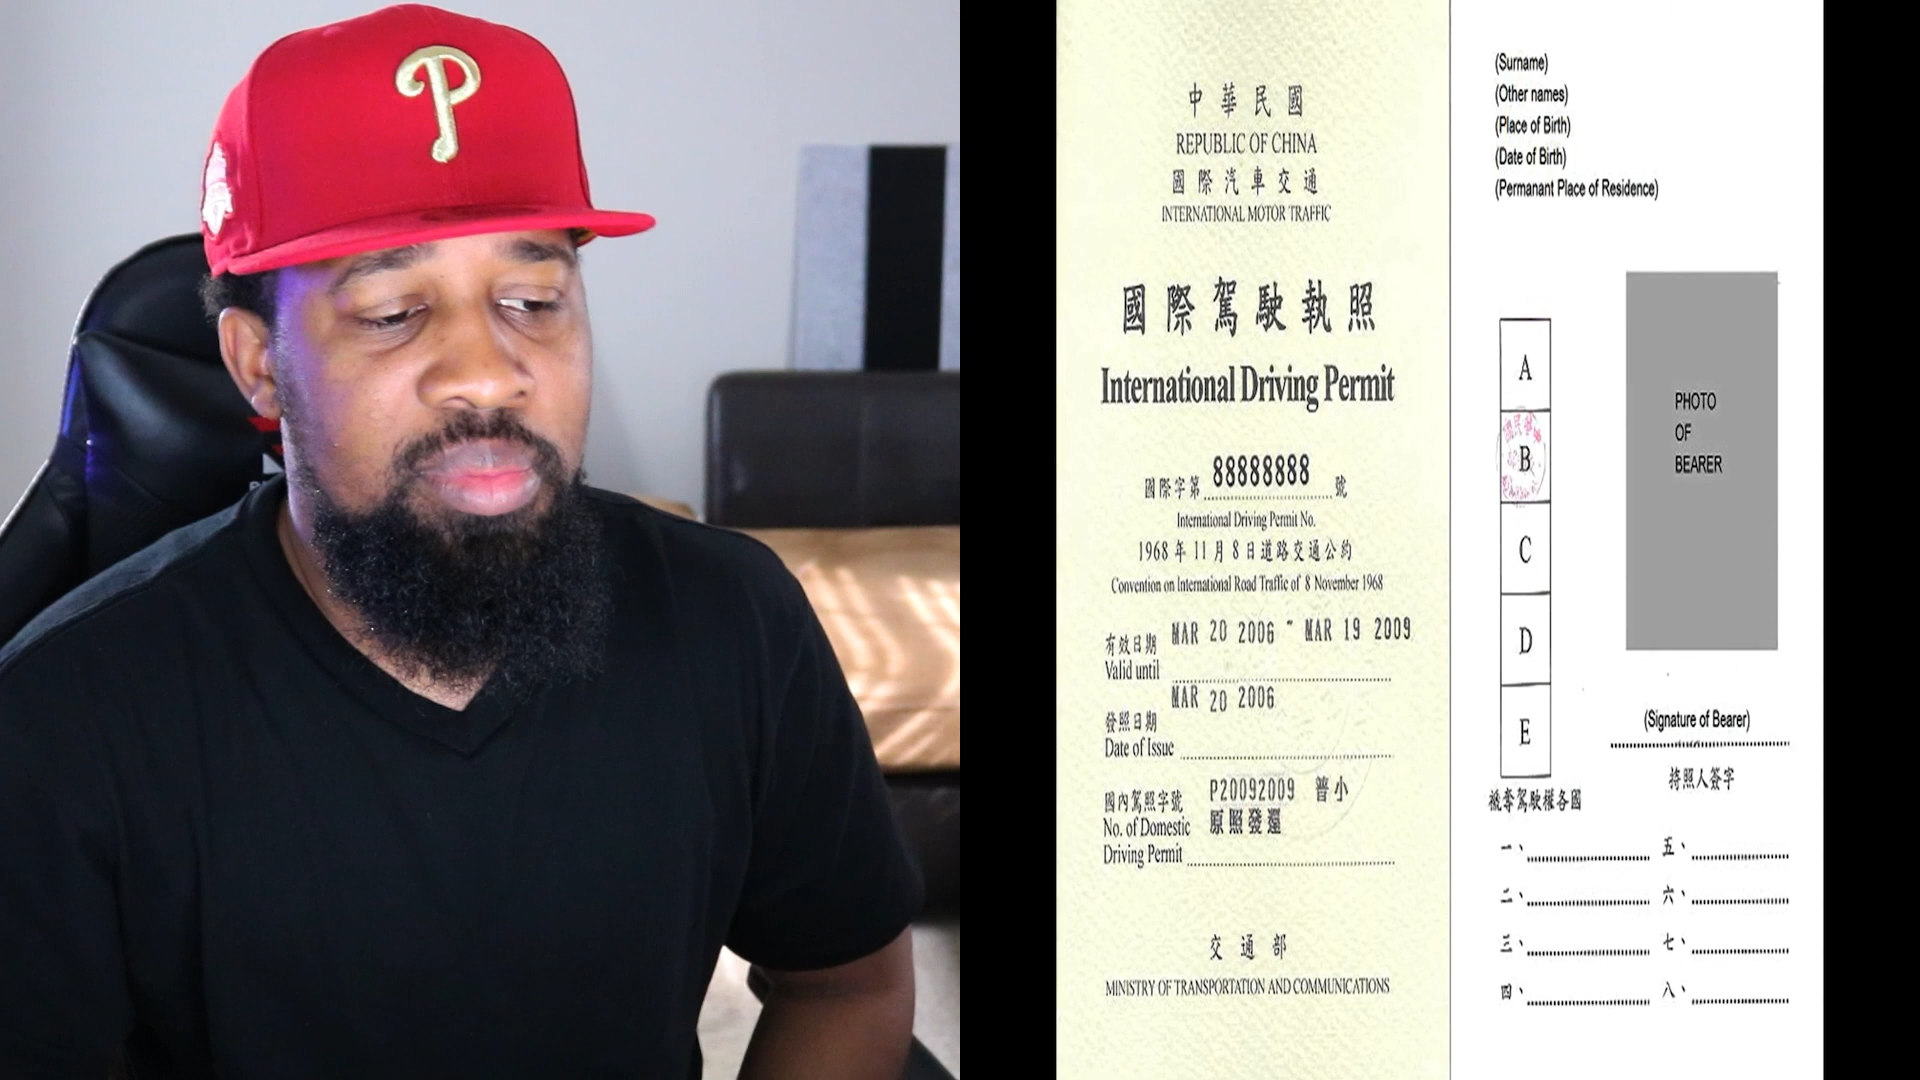 P
中華民國
REPUBLIC OF CHINA
國際汽車交通
INTERNATIONAL MOTOR TRAFFIC
國際駕駛執照
International Driving Permit
國際字第 88888888 號
International Driving Permit No.
1968年11月8日道路交通公約
Convention on International Road Traffic of 8 November 1968
有效日期 MAR 20 2006 - MAR 19 2009
Valid until
發照日期 MAR 20 2006
Date of Issue
國內駕照字號 P20092009 普小
No. of Domestic 原照發還
Driving Permit
交通部
MINISTRY OF TRANSPORTATION AND COMMUNICATIONS
(Surname)
(Other names)
(Place of Birth)
(Date of Birth)
(Permanant Place of Residence)
A
B
C
D
E
PHOTO
OF
BEARER
(Signature of Bearer)
持照人簽字
被奪駕駛權各國
一、
二、
三、
四、
五、
六、
七、
八、